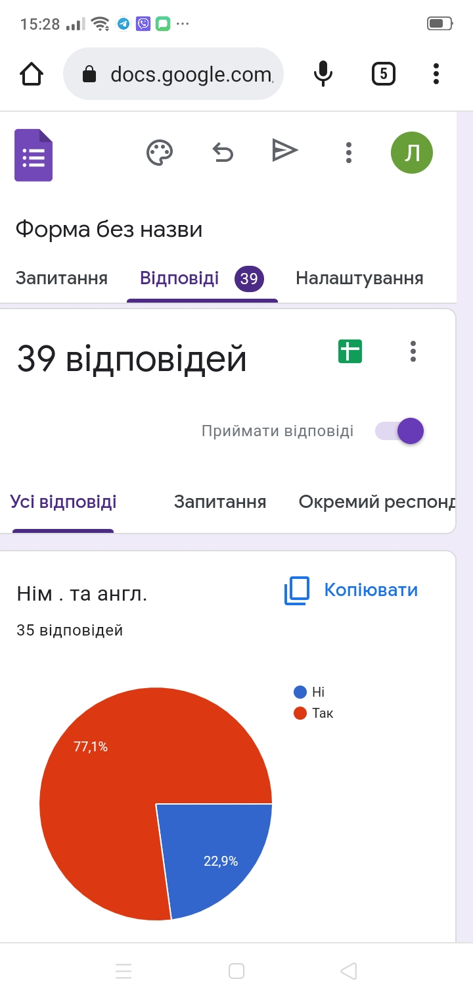 15:28
docs.google.com
5
Л
Форма без назви
Запитання Відповіді 39 Налаштування
39 відповідей
Приймати відповіді
Усі відповіді Запитання Окремий респонд
Нім . та англ. Копіювати
35 відповідей
Ні
Так
77,1%
22,9%